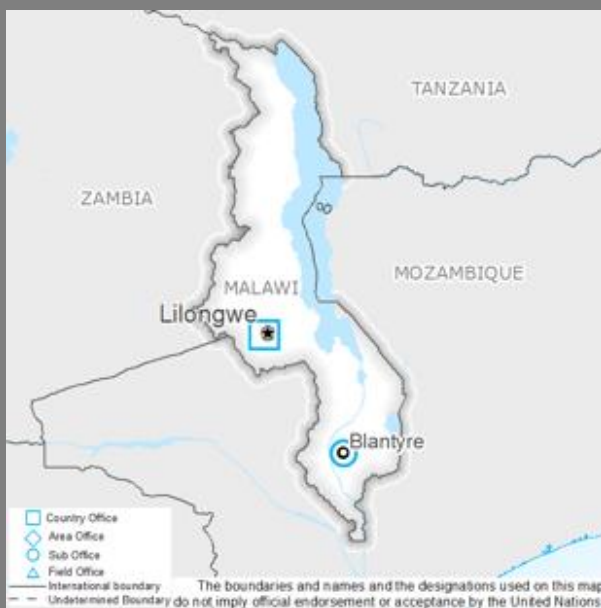 TANZANIA
ZAMBIA
MOZAMBIQUE
MALAWI
Lilongwe
Blantyre
Country Office
Area Office
Sub Office
Field Office
International boundary
Undetermined Boundary
The boundaries and names and the designations used on this map
do not imply official endorsement or acceptance by the United Nations.